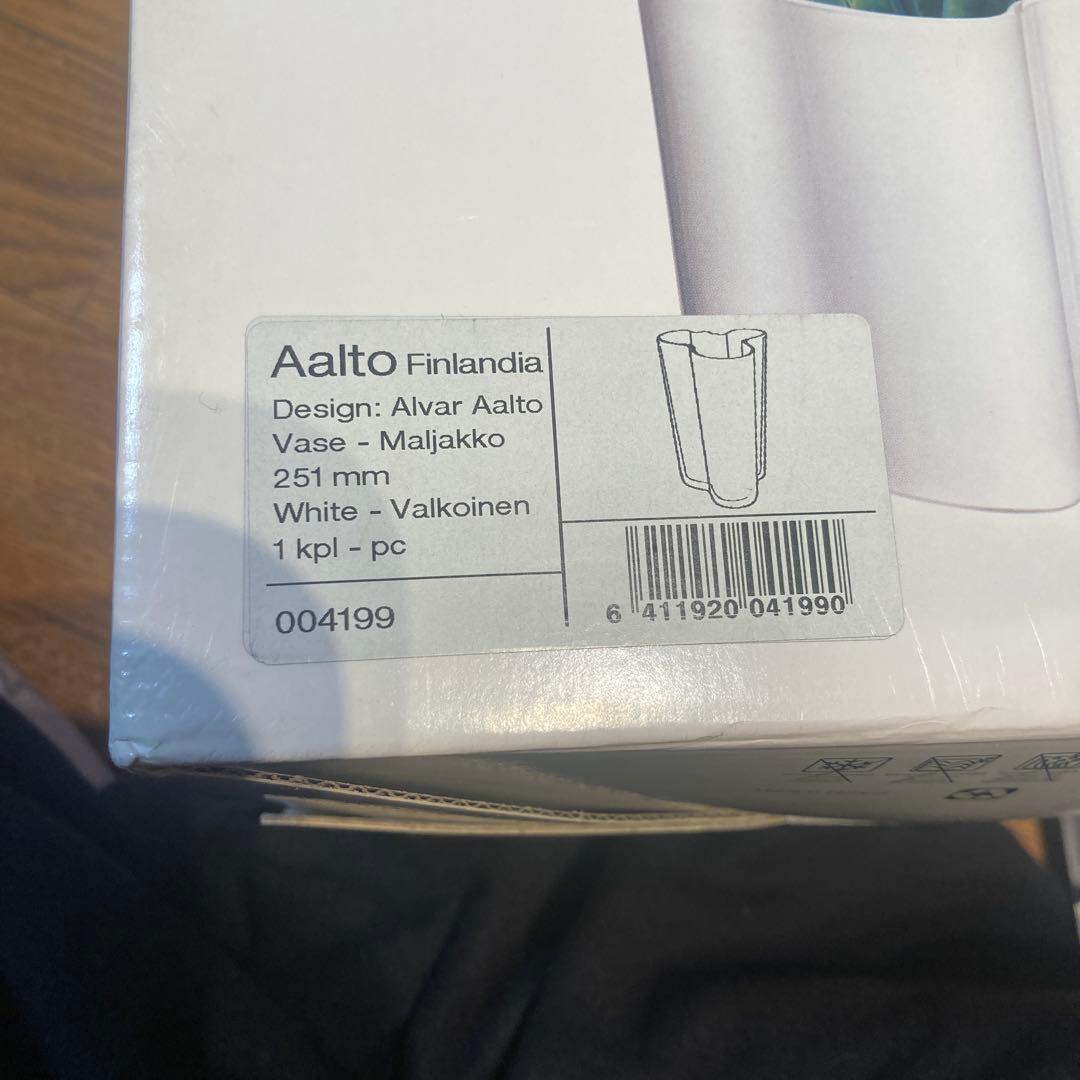 Aalto Finlandia
Design: Alvar Aalto
Vase - Maljakko
251 mm
White - Valkoinen
1 kpl - pc
004199
6 411920 041990